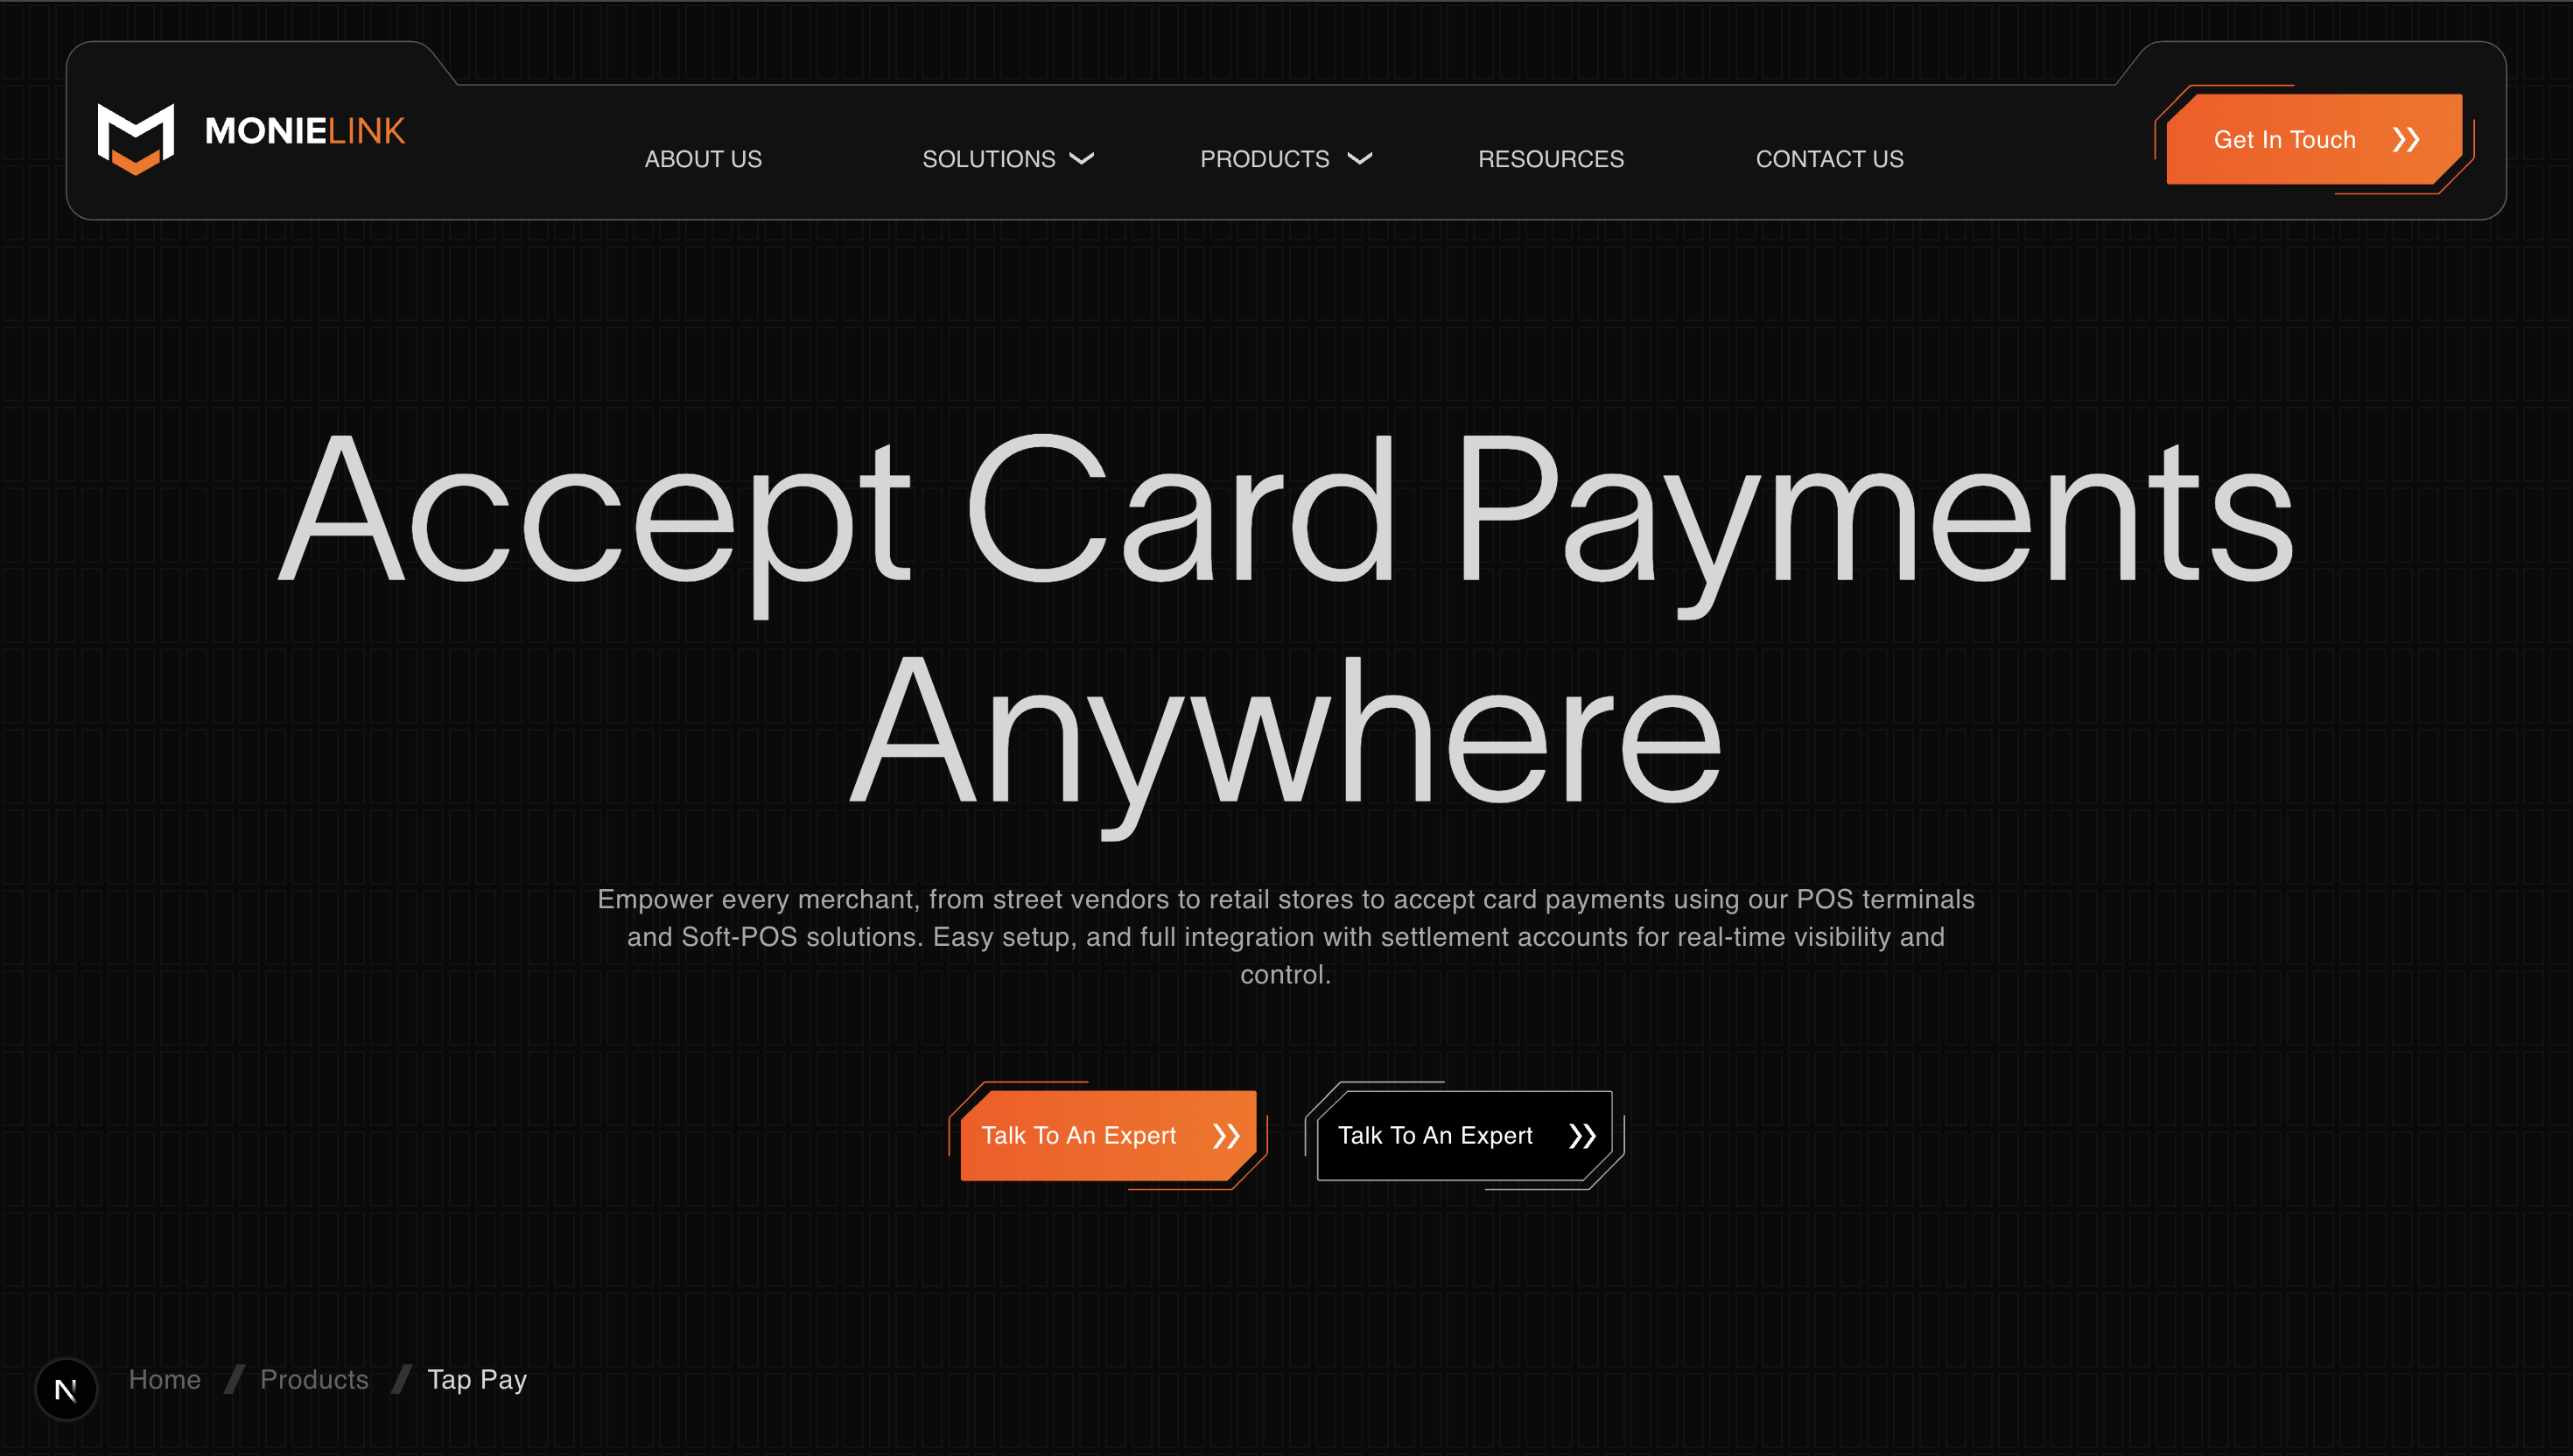 MONIELINK
ABOUT US
SOLUTIONS
PRODUCTS
RESOURCES
CONTACT US
Get In Touch
Accept Card Payments
Anywhere
Empower every merchant, from street vendors to retail stores to accept card payments using our POS terminals
and Soft-POS solutions. Easy setup, and full integration with settlement accounts for real-time visibility and
control.
Talk To An Expert
Talk To An Expert
N
Home / Products / Tap Pay